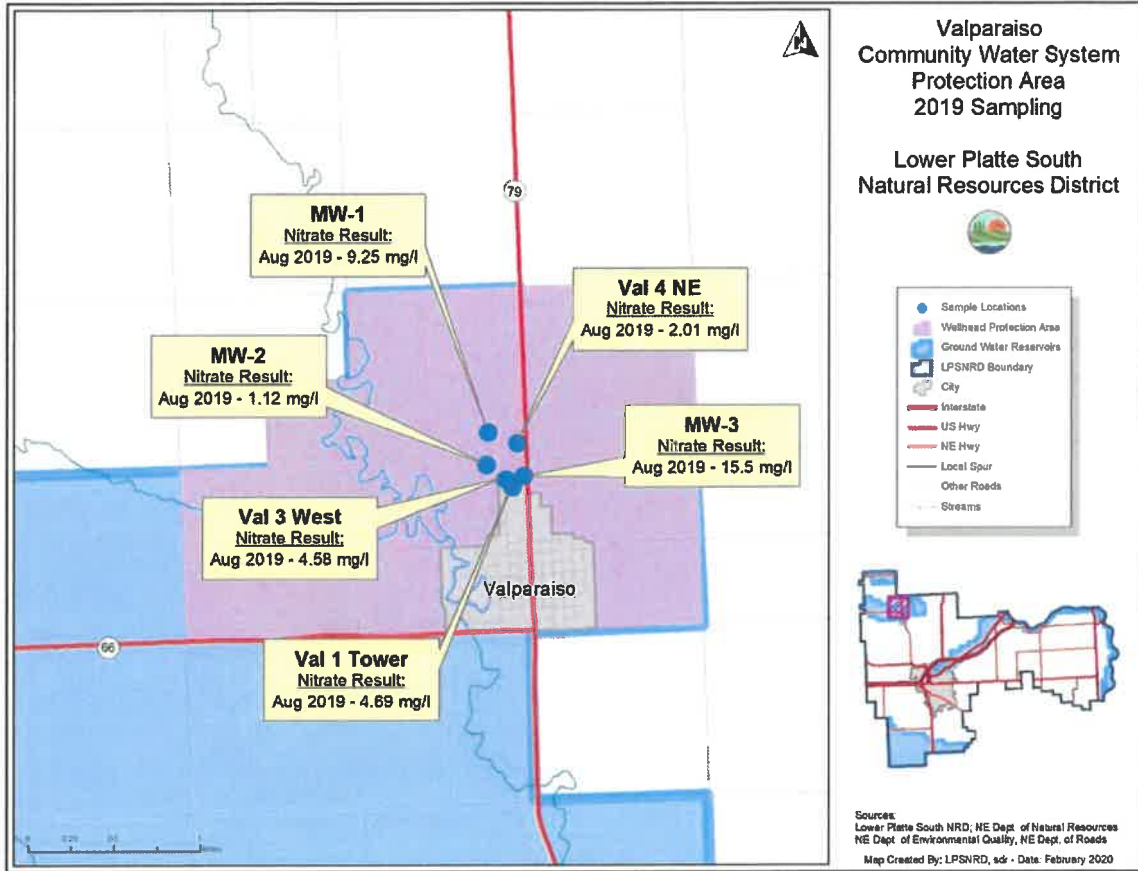 Valparaiso
Community Water System
Protection Area
2019 Sampling
Lower Platte South
Natural Resources District
N
79
MW-1
Nitrate Result:
Aug 2019 - 9.25 mg/l
Val 4 NE
Nitrate Result:
Aug 2019 - 2.01 mg/l
MW-2
Nitrate Result:
Aug 2019 - 1.12 mg/l
MW-3
Nitrate Result:
Aug 2019 - 15.5 mg/l
Val 3 West
Nitrate Result:
Aug 2019 - 4.58 mg/l
Valparaiso
66
Val 1 Tower
Nitrate Result:
Aug 2019 - 4.69 mg/l
Sample Locations
Wellhead Protection Area
Ground Water Reservoirs
LPSNRD Boundary
City
Interstate
US Hwy
NE Hwy
Local Spur
Other Roads
Streams
Sources:
Lower Platte South NRD; NE Dept of Natural Resources
NE Dept of Environmental Quality, NE Dept. of Roads
Map Created By: LPSNRD, sdr - Date: February 2020